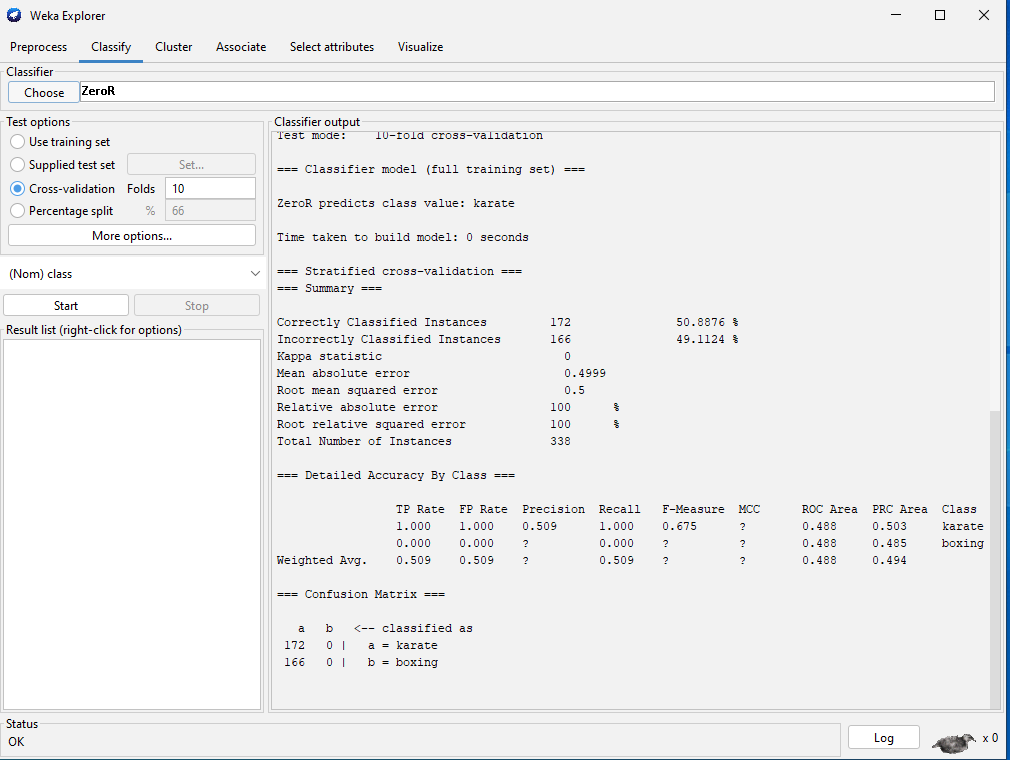 Weka Explorer
Preprocess Classify Cluster Associate Select attributes Visualize
Classifier
Choose ZeroR
Test options
Use training set
Supplied test set Set...
Cross-validation Folds 10
Percentage split % 66
More options...
(Nom) class
Start Stop
Result list (right-click for options)
Classifier output
Test mode: 10-fold cross-validation
=== Classifier model (full training set) ===
ZeroR predicts class value: karate
Time taken to build model: 0 seconds
=== Stratified cross-validation ===
=== Summary ===
Correctly Classified Instances 172 50.8876 %
Incorrectly Classified Instances 166 49.1124 %
Kappa statistic 0
Mean absolute error 0.4999
Root mean squared error 0.5
Relative absolute error 100 %
Root relative squared error 100 %
Total Number of Instances 338
=== Detailed Accuracy By Class ===
TP Rate FP Rate Precision Recall F-Measure MCC ROC Area PRC Area Class
1.000 1.000 0.509 1.000 0.675 ? 0.488 0.503 karate
0.000 0.000 ? 0.000 ? ? 0.488 0.485 boxing
Weighted Avg. 0.509 0.509 ? 0.509 ? ? 0.488 0.494
=== Confusion Matrix ===
a b <-- classified as
172 0 | a = karate
166 0 | b = boxing
Status
OK
Log x 0